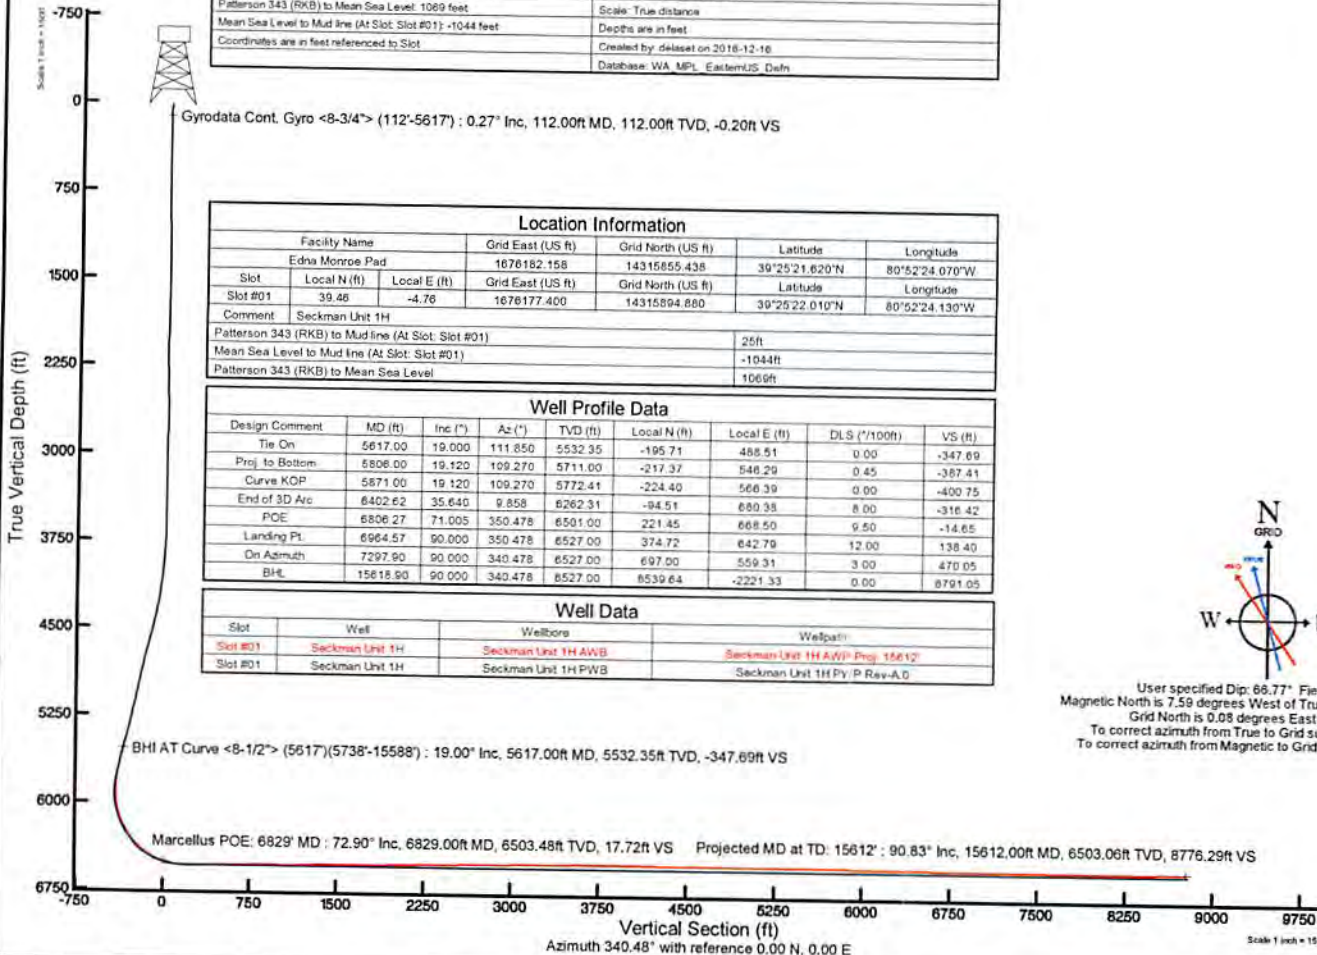 Patterson 343 (RKB) to Mean Sea Level: 1069 feet
Scale: True distance
Mean Sea Level to Mud line (At Slot: Slot #01): -1044 feet
Depths are in feet
Coordinates are in feet referenced to Slot
Created by: delaset on 2016-12-16
Database: WA_MPL_EasternUS_Defn
-750
0
750
1500
2250
3000
3750
4500
5250
6000
6750
True Vertical Depth (ft)
Gyrodata Cont. Gyro <8-3/4"> (112'-5617') : 0.27° Inc, 112.00ft MD, 112.00ft TVD, -0.20ft VS
Location Information
Facility Name Grid East (US ft) Grid North (US ft) Latitude Longitude
Edna Monroe Pad 1676182.158 14315855.438 39°25'21.620"N 80°52'24.070"W
Slot Local N (ft) Local E (ft) Grid East (US ft) Grid North (US ft) Latitude Longitude
Slot #01 39.46 -4.76 1676177.400 14315894.880 39°25'22.010"N 80°52'24.130"W
Comment Seckman Unit 1H
Patterson 343 (RKB) to Mud line (At Slot: Slot #01) 25ft
Mean Sea Level to Mud line (At Slot: Slot #01) -1044ft
Patterson 343 (RKB) to Mean Sea Level 1069ft
Well Profile Data
Design Comment MD (ft) Inc (°) Az (°) TVD (ft) Local N (ft) Local E (ft) DLS (°/100ft) VS (ft)
Tie On 5617.00 19.000 111.850 5532.35 -195.71 488.51 0.00 -347.69
Proj. to Bottom 5806.00 19.120 109.270 5711.00 -217.37 546.29 0.45 -387.41
Curve KOP 5871.00 19.120 109.270 5772.41 -224.40 566.39 0.00 -400.75
End of 3D Arc 6402.62 35.640 9.858 6262.31 -94.51 680.38 8.00 -316.42
POE 6806.27 71.005 350.478 6501.00 221.45 668.50 9.50 -14.65
Landing Pt. 6964.57 90.000 350.478 6527.00 374.72 642.79 12.00 138.40
On Azimuth 7297.90 90.000 340.478 6527.00 697.00 559.31 3.00 470.05
BHL 15618.90 90.000 340.478 6527.00 8539.64 -2221.33 0.00 8791.05
Well Data
Slot Well Wellbore Wellpath
Slot #01 Seckman Unit 1H Seckman Unit 1H AWB Seckman Unit 1H AWP Proj: 15612'
Slot #01 Seckman Unit 1H Seckman Unit 1H PWB Seckman Unit 1H PWP Rev-A.0
N
GRID
TRUE
MAG
W
User specified Dip: 66.77° Fie
Magnetic North is 7.59 degrees West of Tru
Grid North is 0.08 degrees East
To correct azimuth from True to Grid su
To correct azimuth from Magnetic to Grid
BHI AT Curve <8-1/2"> (5617')(5738'-15588') : 19.00° Inc, 5617.00ft MD, 5532.35ft TVD, -347.69ft VS
Marcellus POE: 6829' MD : 72.90° Inc, 6829.00ft MD, 6503.48ft TVD, 17.72ft VS
Projected MD at TD: 15612' : 90.83° Inc, 15612.00ft MD, 6503.06ft TVD, 8776.29ft VS
-750 0 750 1500 2250 3000 3750 4500 5250 6000 6750 7500 8250 9000 9750
Vertical Section (ft)
Azimuth 340.48° with reference 0.00 N, 0.00 E
Scale 1 inch = 15